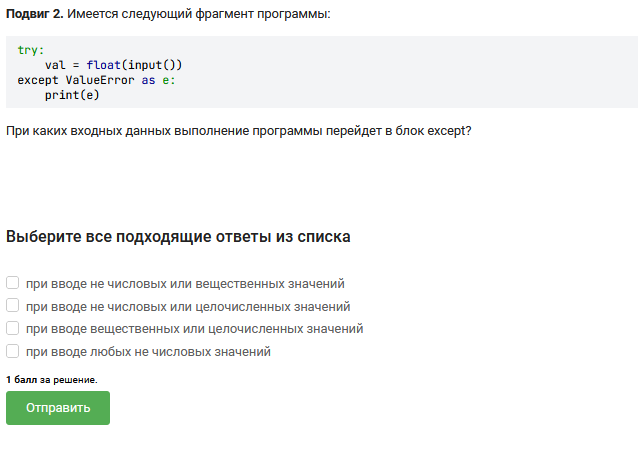 Подвиг 2. Имеется следующий фрагмент программы:
try:
    val = float(input())
except ValueError as e:
    print(e)
При каких входных данных выполнение программы перейдет в блок except?
Выберите все подходящие ответы из списка
при вводе не числовых или вещественных значений
при вводе не числовых или целочисленных значений
при вводе вещественных или целочисленных значений
при вводе любых не числовых значений
1 балл за решение.
Отправить